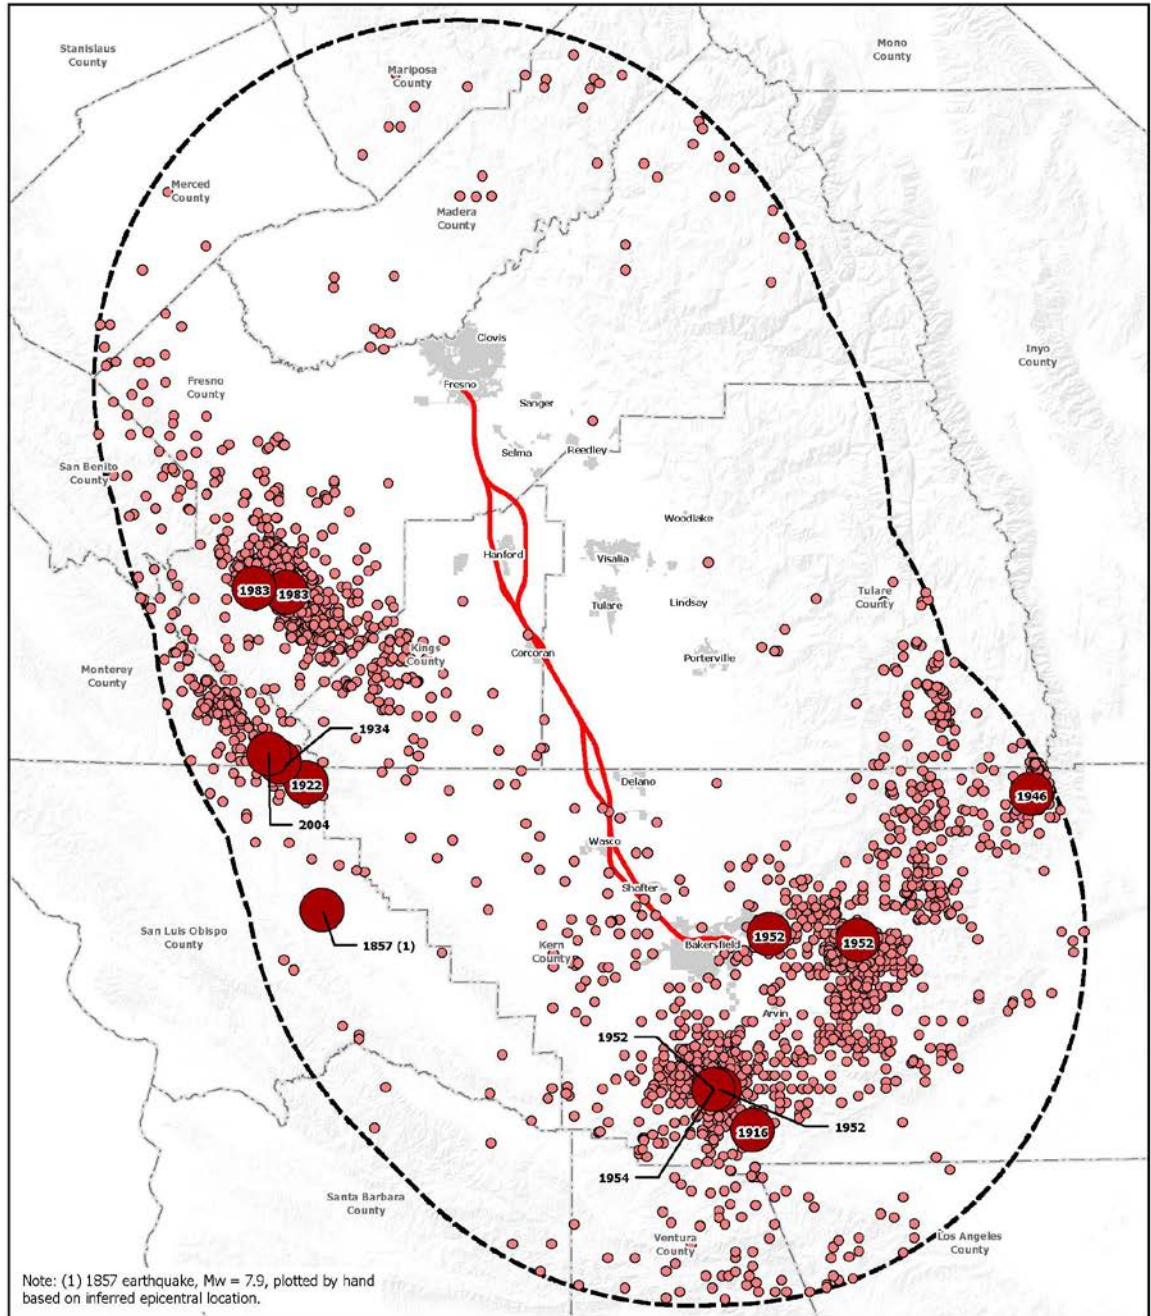 Stanislaus
County
Mono
County
Mariposa
County
Merced
County
Madera
County
Clovis
Inyo
County
Fresno
County
Fresno
Sanger
Selma
Reedley
San Benito
County
Woodlake
Hanford
Visalia
1983
1983
Tulare
Lindsay
Tulare
County
Corcoran
Kings
County
Porterville
Monterey
County
1934
1922
Delano
1946
2004
Wasco
Shafter
1857 (1)
San Luis Obispo
County
Kern
County
Bakersfield
1952
1952
Arvin
1952
1916
1952
1954
Santa Barbara
County
Ventura
County
Los Angeles
County
Note: (1) 1857 earthquake, Mw = 7.9, plotted by hand
based on inferred epicentral location.